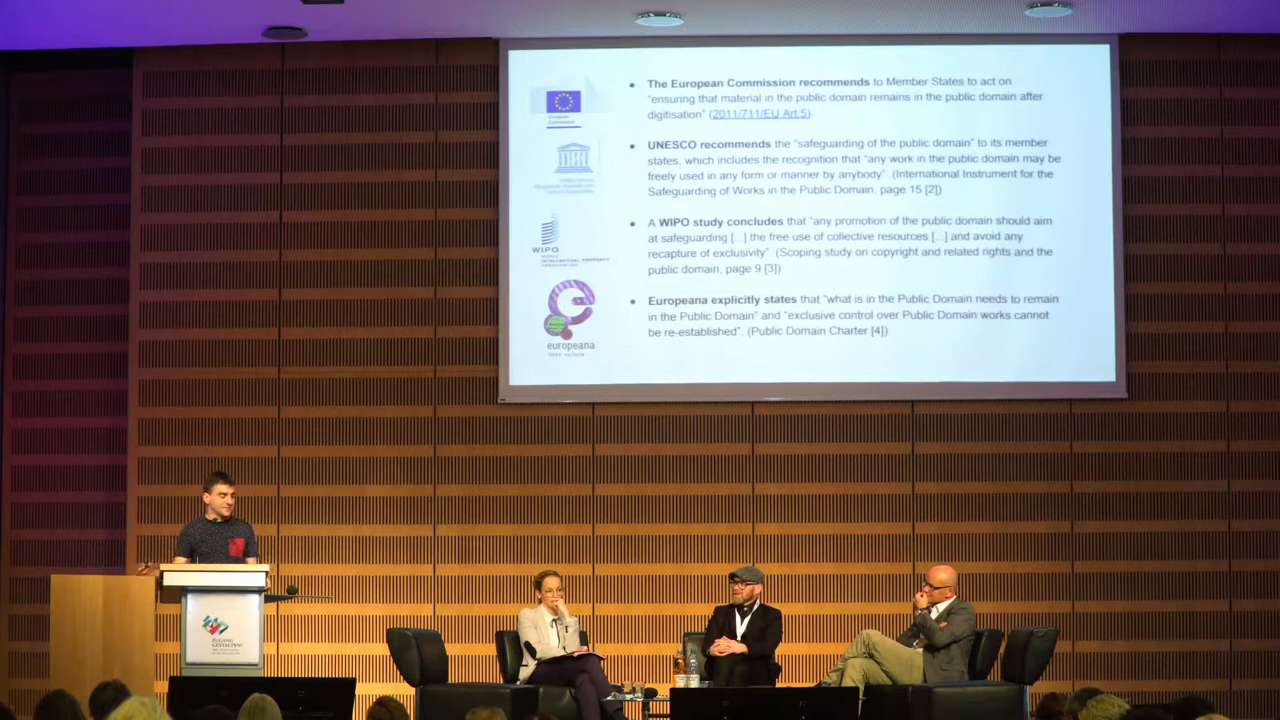 The European Commission recommends to Member States to act on
“ensuring that material in the public domain remains in the public domain after
digitisation” (2011/711/EU Art.5)
UNESCO recommends the “safeguarding of the public domain” to its member
states, which includes the recognition that “any work in the public domain may be
freely used in any form or manner by anybody”. (International Instrument for the
Safeguarding of Works in the Public Domain, page 15 [2])
WIPO
WORLD
INTELLECTUAL PROPERTY
ORGANIZATION
A WIPO study concludes that “any promotion of the public domain should aim
at safeguarding [...] the free use of collective resources [...] and avoid any
recapture of exclusivity” (Scoping study on copyright and related rights and the
public domain, page 9 [3])
europeana
Europeana explicitly states that “what is in the Public Domain needs to remain
in the Public Domain” and “exclusive control over Public Domain works cannot
be re-established”. (Public Domain Charter [4])
ZUGANG
GESTALTEN!